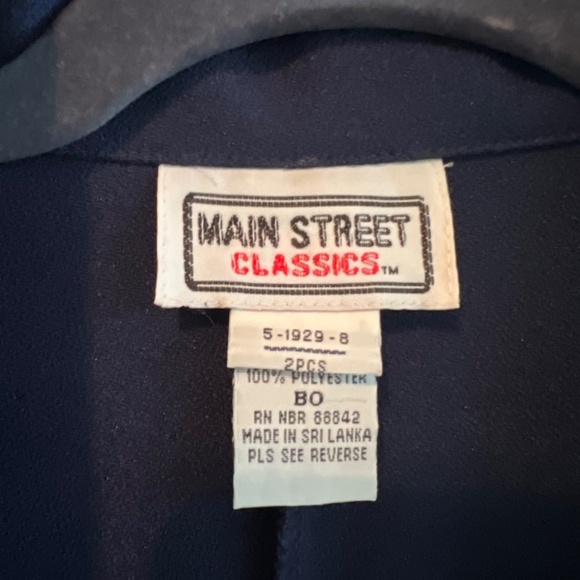 MAIN STREET
CLASSICS™
5-1929-8
2PCS
100% POLYESTER
BO
RN NBR 88842
MADE IN SRI LANKA
PLS SEE REVERSE